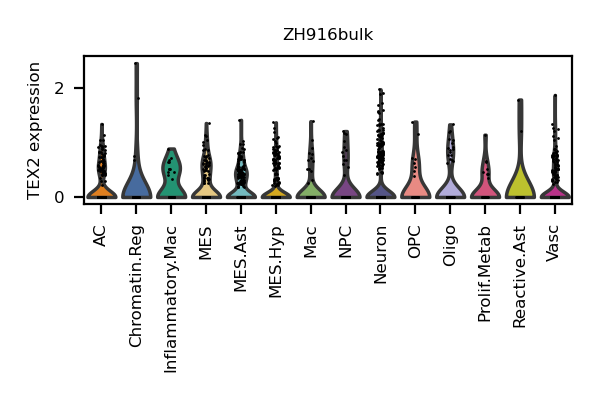 ZH916bulk
TEX2 expression
2
0
AC
Chromatin.Reg
Inflammatory.Mac
MES
MES.Ast
MES.Hyp
Mac
NPC
Neuron
OPC
Oligo
Prolif.Metab
Reactive.Ast
Vasc